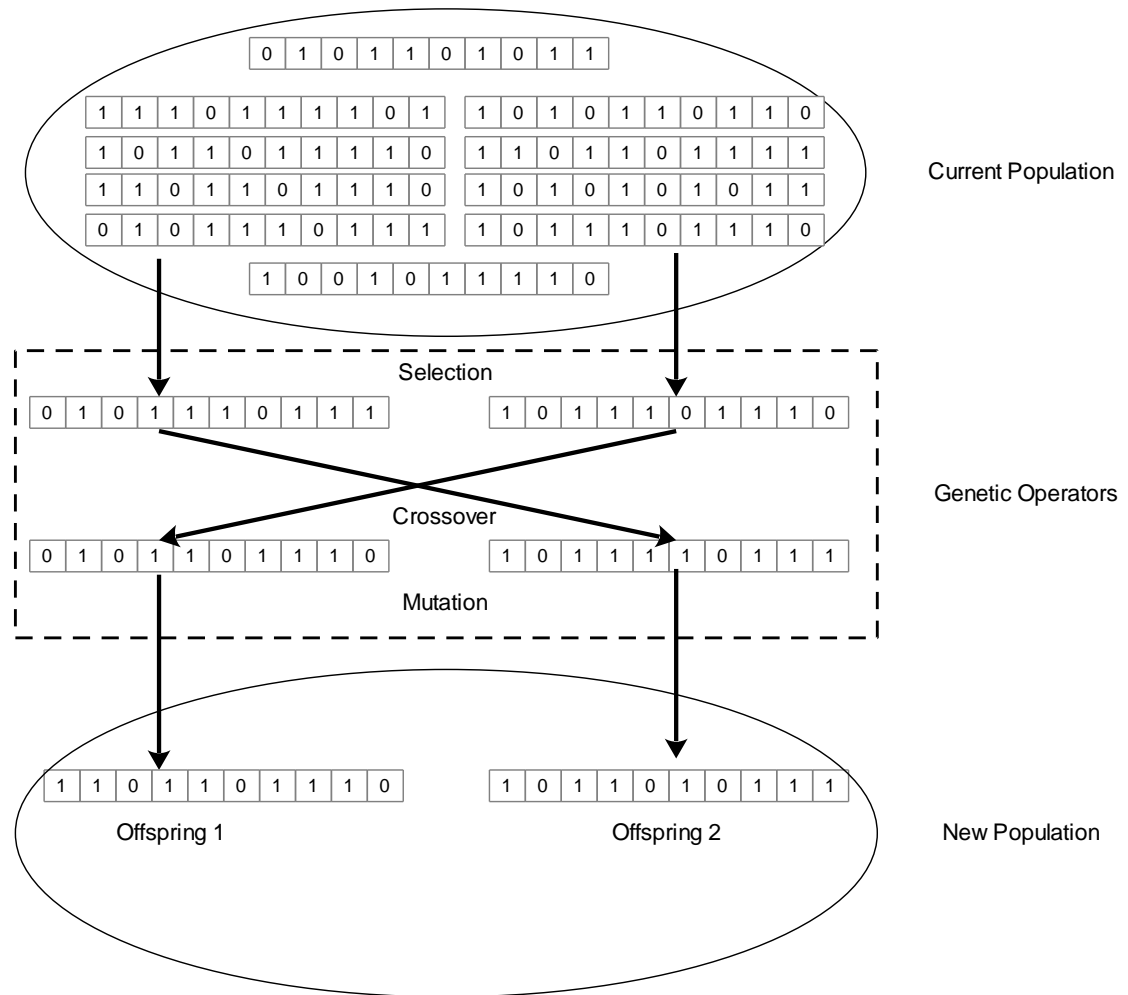 0 1 0 1 1 0 1 0 1 1
1 1 1 0 1 1 1 1 0 1 1 0 1 0 1 1 0 1 1 0
1 0 1 1 0 1 1 1 1 0 1 1 0 1 1 0 1 1 1 1
Current Population
1 1 0 1 1 0 1 1 1 0 1 0 1 0 1 0 1 0 1 1
0 1 0 1 1 1 0 1 1 1 1 0 1 1 1 0 1 1 1 0
1 0 0 1 0 1 1 1 1 0
Selection
0 1 0 1 1 1 0 1 1 1 1 0 1 1 1 0 1 1 1 0
Genetic Operators
Crossover
0 1 0 1 1 0 1 1 1 0 1 0 1 1 1 1 0 1 1 1
Mutation
1 1 0 1 1 0 1 1 1 0 1 0 1 1 0 1 0 1 1 1
Offspring 1 Offspring 2 New Population